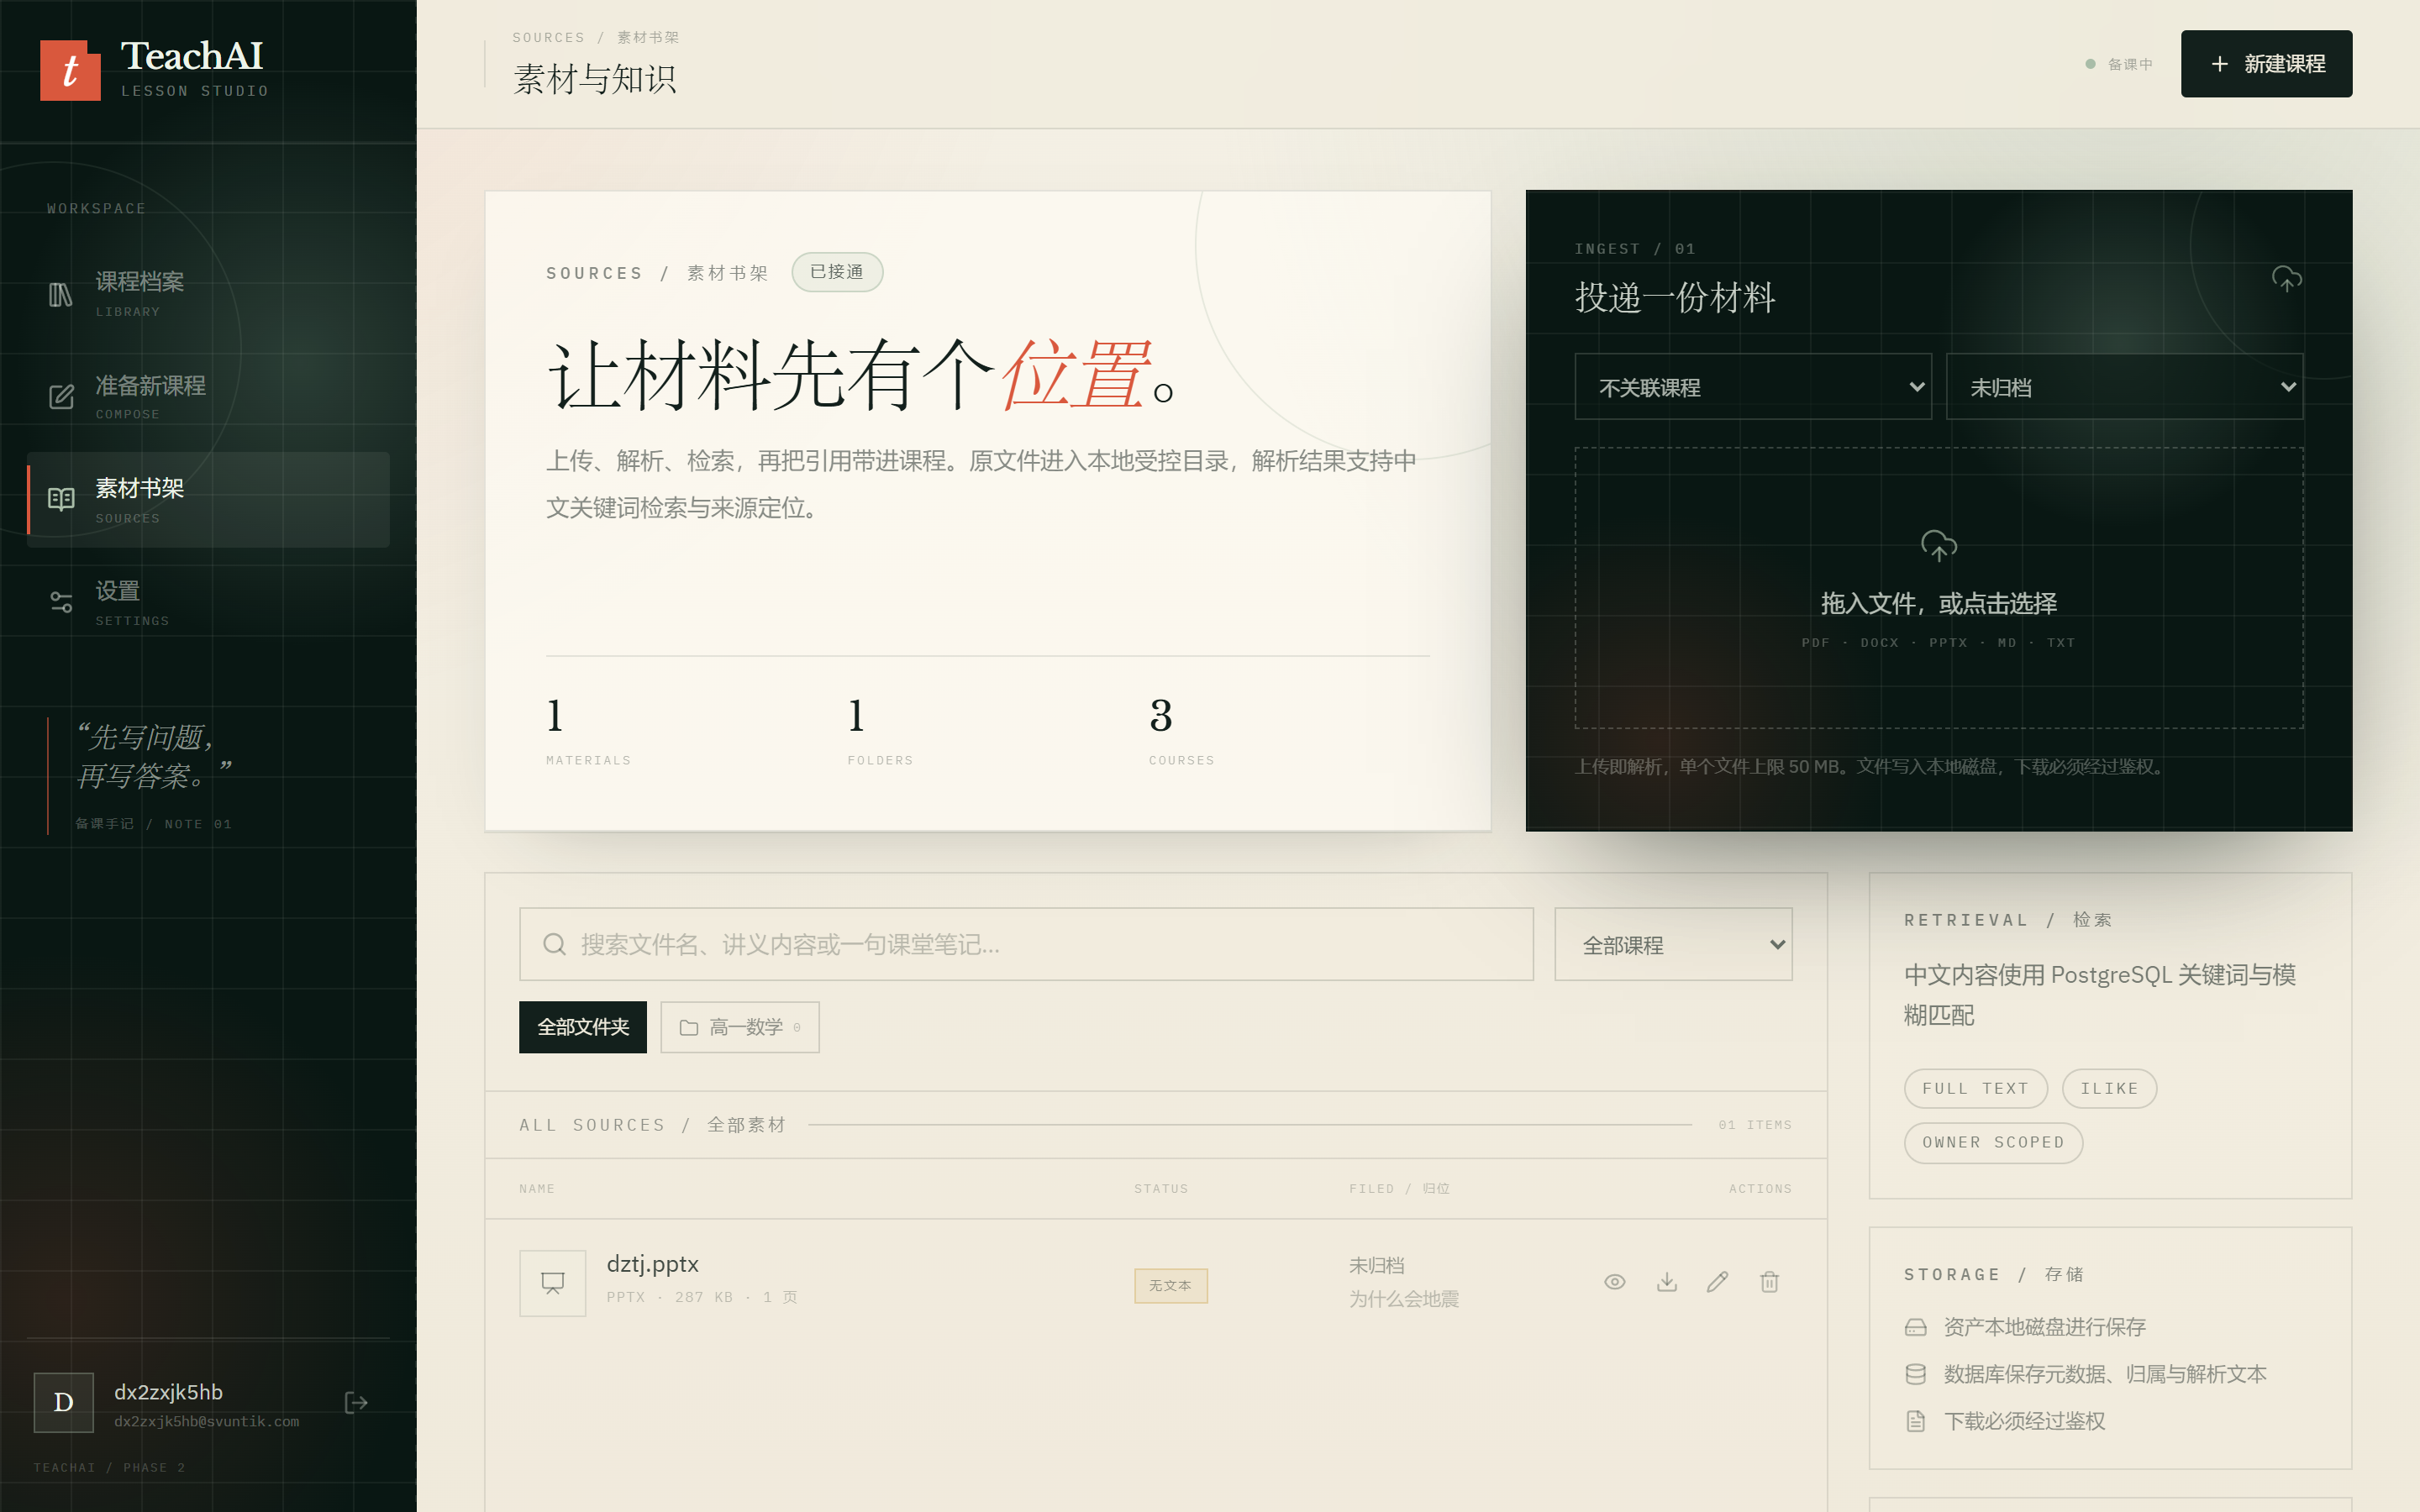 t
TeachAI
LESSON STUDIO
WORKSPACE
课程档案
LIBRARY
准备新课程
COMPOSE
素材书架
SOURCES
设置
SETTINGS
“先写问题，
再写答案。”
备课手记 / NOTE 01
D
dx2zxjk5hb
dx2zxjk5hb@svuntik.com
TEACHAI / PHASE 2
SOURCES / 素材书架
素材与知识
备课中
新建课程
SOURCES / 素材书架
已接通
让材料先有个位置。
上传、解析、检索，再把引用带进课程。原文件进入本地受控目录，解析结果支持中
文关键词检索与来源定位。
1
MATERIALS
1
FOLDERS
3
COURSES
INGEST / 01
投递一份材料
不关联课程
未归档
拖入文件，或点击选择
PDF · DOCX · PPTX · MD · TXT
上传即解析，单个文件上限 50 MB。文件写入本地磁盘，下载必须经过鉴权。
搜索文件名、讲义内容或一句课堂笔记...
全部课程
全部文件夹
高一数学 0
ALL SOURCES / 全部素材
01 ITEMS
NAME
STATUS
FILED / 归位
ACTIONS
dztj.pptx
PPTX · 287 KB · 1 页
无文本
未归档
为什么会地震
RETRIEVAL / 检索
中文内容使用 PostgreSQL 关键词与模
糊匹配
FULL TEXT
ILIKE
OWNER SCOPED
STORAGE / 存储
资产本地磁盘进行保存
数据库保存元数据、归属与解析文本
下载必须经过鉴权